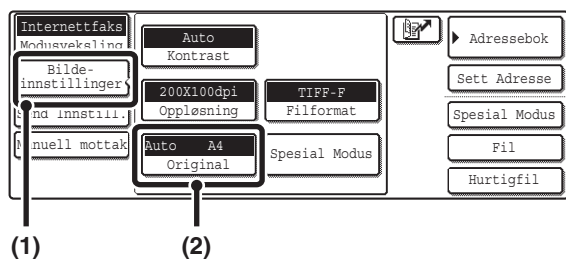 Internettfaks
Modusveksling
Bilde-
innstillinger
Send Innstill.
Manuell mottak
Auto
Kontrast
200X100dpi
Oppløsning
TIFF-F
Filformat
Auto A4
Original
Spesial Modus
Adressebok
Sett Adresse
Spesial Modus
Fil
Hurtigfil
(1)
(2)